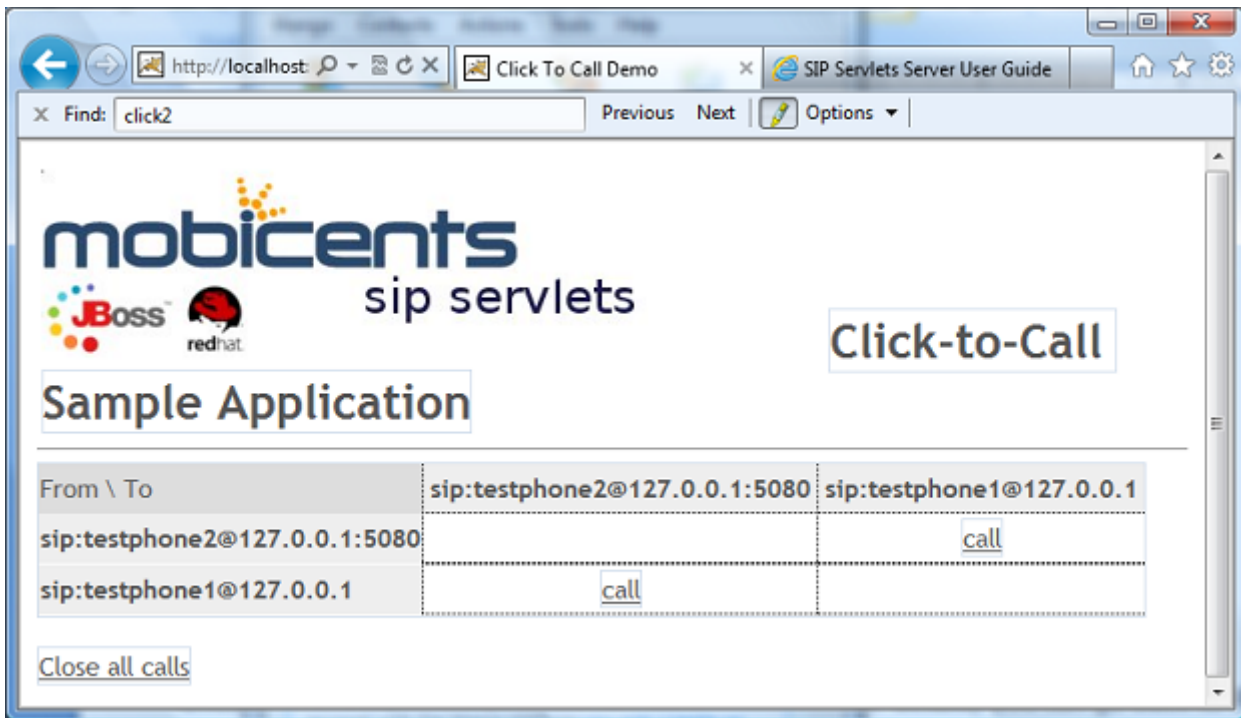 http://localhost:
Click To Call Demo
SIP Servlets Server User Guide
Find: click2
Previous Next Options
mobicents
sip servlets
JBoss™
redhat.
Click-to-Call
Sample Application
From \ To sip:testphone2@127.0.0.1:5080 sip:testphone1@127.0.0.1
sip:testphone2@127.0.0.1:5080 call
sip:testphone1@127.0.0.1 call
Close all calls